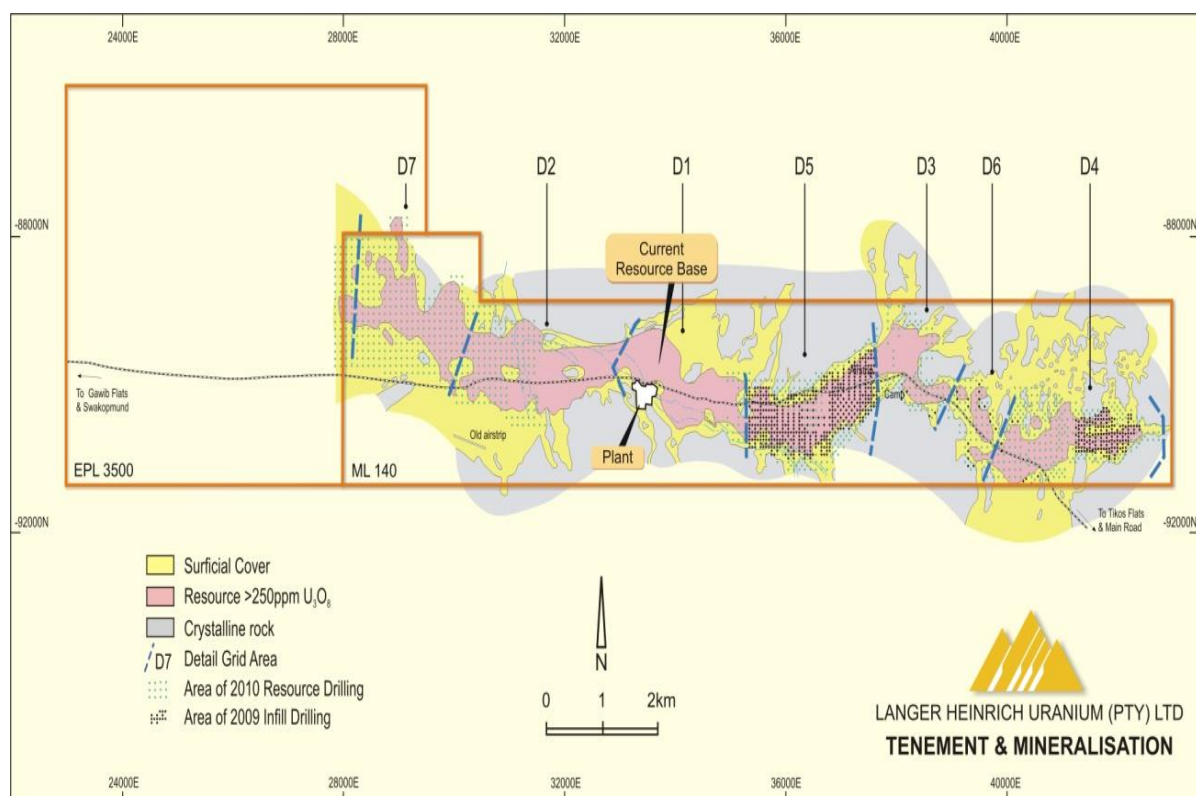 24000E 28000E 32000E 36000E 40000E
D7 D2 D1 D5 D3 D6 D4
-88000N -88000N
Current
Resource Base
To Gawib Flats
& Swakopmund
Camp
Old airstrip
Plant
EPL 3500 ML 140
To Tikos Flats
& Main Road
-92000N -92000N
Surficial Cover
Resource >250ppm U₃O₈
Crystalline rock
D7 Detail Grid Area
Area of 2010 Resource Drilling
Area of 2009 Infill Drilling
N
0 1 2km
LANGER HEINRICH URANIUM (PTY) LTD
TENEMENT & MINERALISATION
24000E 28000E 32000E 36000E 40000E